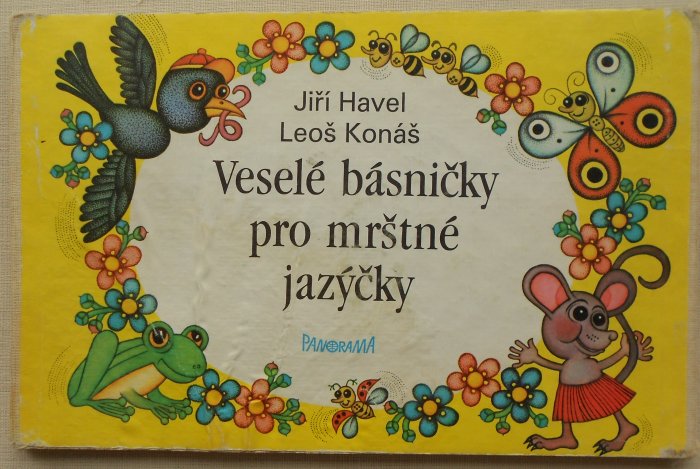 Jiří Havel
Leoš Konáš
Veselé básničky
pro mrštné
jazýčky
PANORAMA